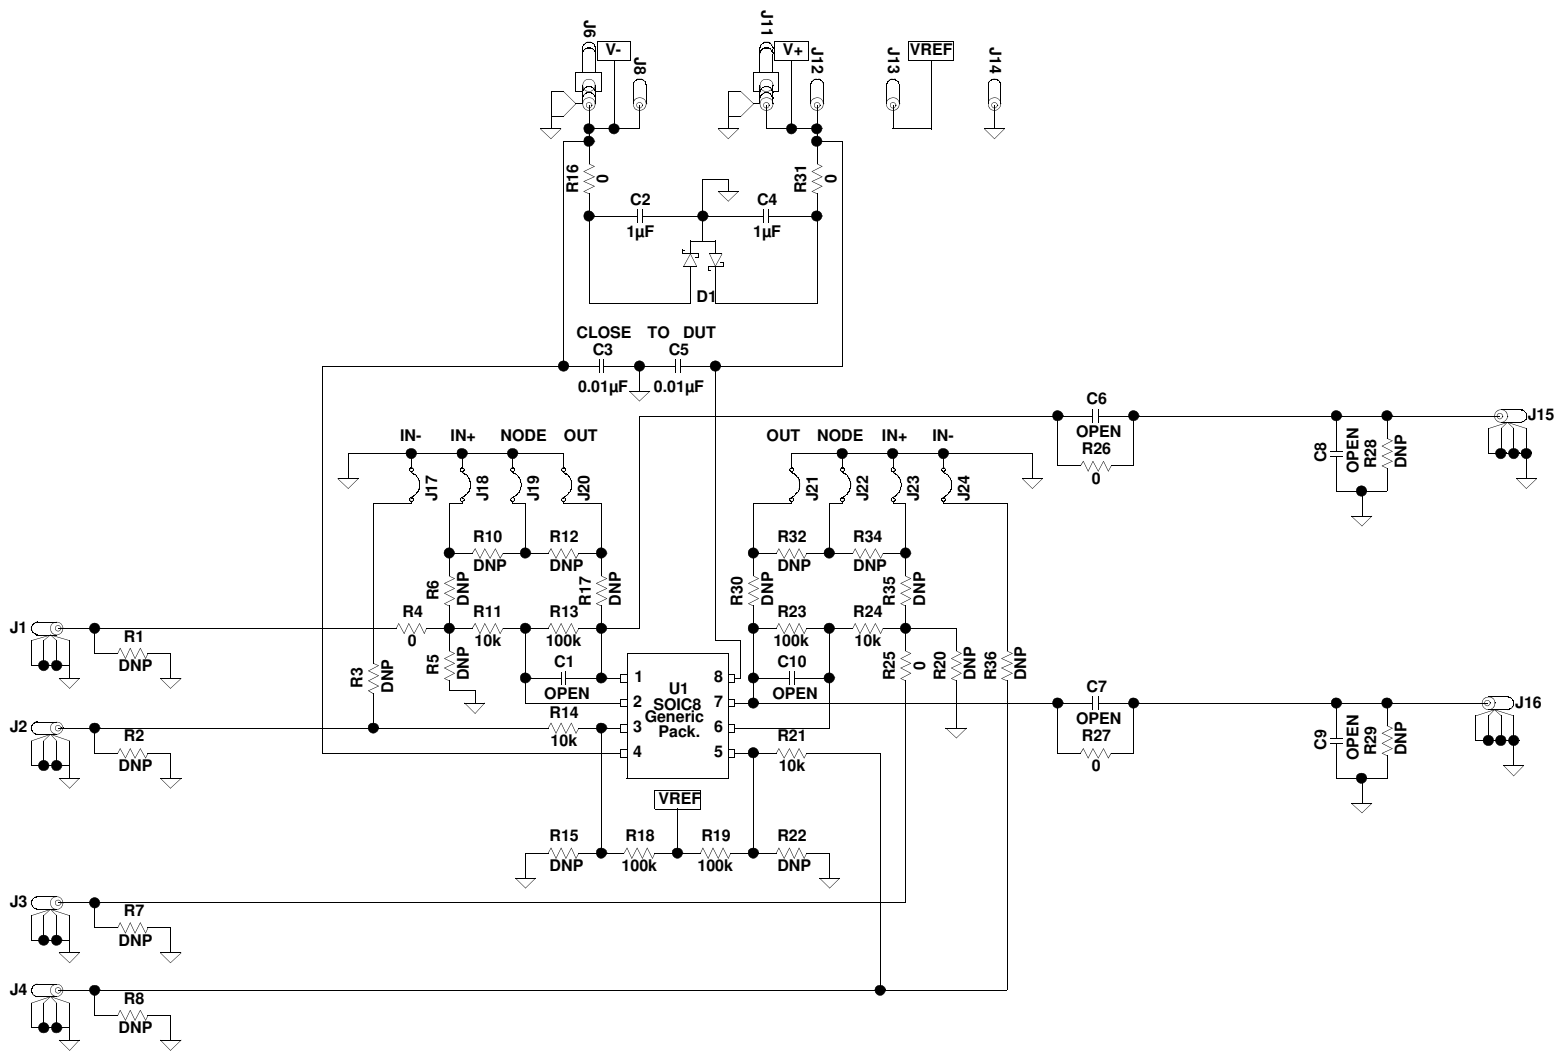 J6
V-
J8
J11
V+
J12
J13
VREF
J14
R16
0
R31
0
C2
1µF
C4
1µF
D1
CLOSE TO DUT
C3
0.01µF
C5
0.01µF
IN- IN+ NODE OUT
J17
J18
J19
J20
OUT NODE IN+ IN-
J21
J22
J23
J24
C6
OPEN
R26
0
C8
OPEN
R28
DNP
J15
R10
DNP
R12
DNP
R32
DNP
R34
DNP
R6
DNP
R17
DNP
R30
DNP
R35
DNP
J1
R1
DNP
R4
0
R11
10k
R13
100k
R23
100k
R24
10k
R3
DNP
R5
DNP
C1
OPEN
C10
OPEN
R25
0
R20
DNP
R36
DNP
U1
SOIC8
Generic
Pack.
1
2
3
4
8
7
6
5
J2
R2
DNP
R14
10k
R21
10k
C7
OPEN
R27
0
C9
OPEN
R29
DNP
J16
VREF
R15
DNP
R18
100k
R19
100k
R22
DNP
J3
R7
DNP
J4
R8
DNP